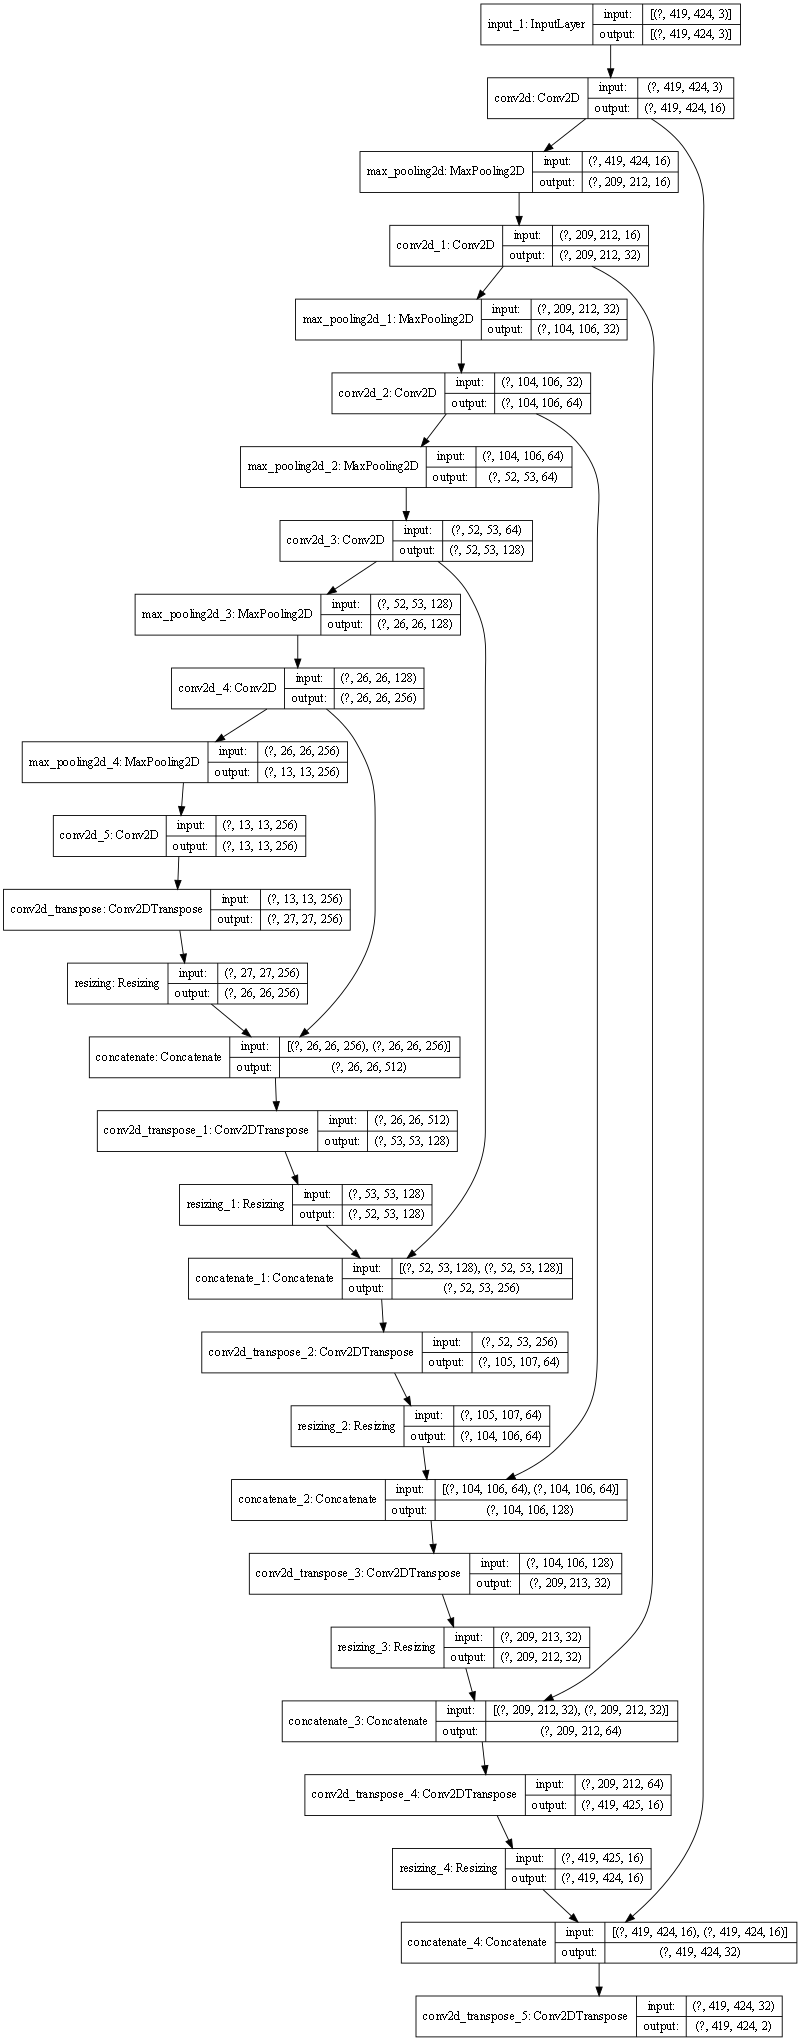 input_1: InputLayer
input: [(?, 419, 424, 3)]
output: [(?, 419, 424, 3)]
conv2d: Conv2D
input: (?, 419, 424, 3)
output: (?, 419, 424, 16)
max_pooling2d: MaxPooling2D
input: (?, 419, 424, 16)
output: (?, 209, 212, 16)
conv2d_1: Conv2D
input: (?, 209, 212, 16)
output: (?, 209, 212, 32)
max_pooling2d_1: MaxPooling2D
input: (?, 209, 212, 32)
output: (?, 104, 106, 32)
conv2d_2: Conv2D
input: (?, 104, 106, 32)
output: (?, 104, 106, 64)
max_pooling2d_2: MaxPooling2D
input: (?, 104, 106, 64)
output: (?, 52, 53, 64)
conv2d_3: Conv2D
input: (?, 52, 53, 64)
output: (?, 52, 53, 128)
max_pooling2d_3: MaxPooling2D
input: (?, 52, 53, 128)
output: (?, 26, 26, 128)
conv2d_4: Conv2D
input: (?, 26, 26, 128)
output: (?, 26, 26, 256)
max_pooling2d_4: MaxPooling2D
input: (?, 26, 26, 256)
output: (?, 13, 13, 256)
conv2d_5: Conv2D
input: (?, 13, 13, 256)
output: (?, 13, 13, 256)
conv2d_transpose: Conv2DTranspose
input: (?, 13, 13, 256)
output: (?, 27, 27, 256)
resizing: Resizing
input: (?, 27, 27, 256)
output: (?, 26, 26, 256)
concatenate: Concatenate
input: [(?, 26, 26, 256), (?, 26, 26, 256)]
output: (?, 26, 26, 512)
conv2d_transpose_1: Conv2DTranspose
input: (?, 26, 26, 512)
output: (?, 53, 53, 128)
resizing_1: Resizing
input: (?, 53, 53, 128)
output: (?, 52, 53, 128)
concatenate_1: Concatenate
input: [(?, 52, 53, 128), (?, 52, 53, 128)]
output: (?, 52, 53, 256)
conv2d_transpose_2: Conv2DTranspose
input: (?, 52, 53, 256)
output: (?, 105, 107, 64)
resizing_2: Resizing
input: (?, 105, 107, 64)
output: (?, 104, 106, 64)
concatenate_2: Concatenate
input: [(?, 104, 106, 64), (?, 104, 106, 64)]
output: (?, 104, 106, 128)
conv2d_transpose_3: Conv2DTranspose
input: (?, 104, 106, 128)
output: (?, 209, 213, 32)
resizing_3: Resizing
input: (?, 209, 213, 32)
output: (?, 209, 212, 32)
concatenate_3: Concatenate
input: [(?, 209, 212, 32), (?, 209, 212, 32)]
output: (?, 209, 212, 64)
conv2d_transpose_4: Conv2DTranspose
input: (?, 209, 212, 64)
output: (?, 419, 425, 16)
resizing_4: Resizing
input: (?, 419, 425, 16)
output: (?, 419, 424, 16)
concatenate_4: Concatenate
input: [(?, 419, 424, 16), (?, 419, 424, 16)]
output: (?, 419, 424, 32)
conv2d_transpose_5: Conv2DTranspose
input: (?, 419, 424, 32)
output: (?, 419, 424, 2)